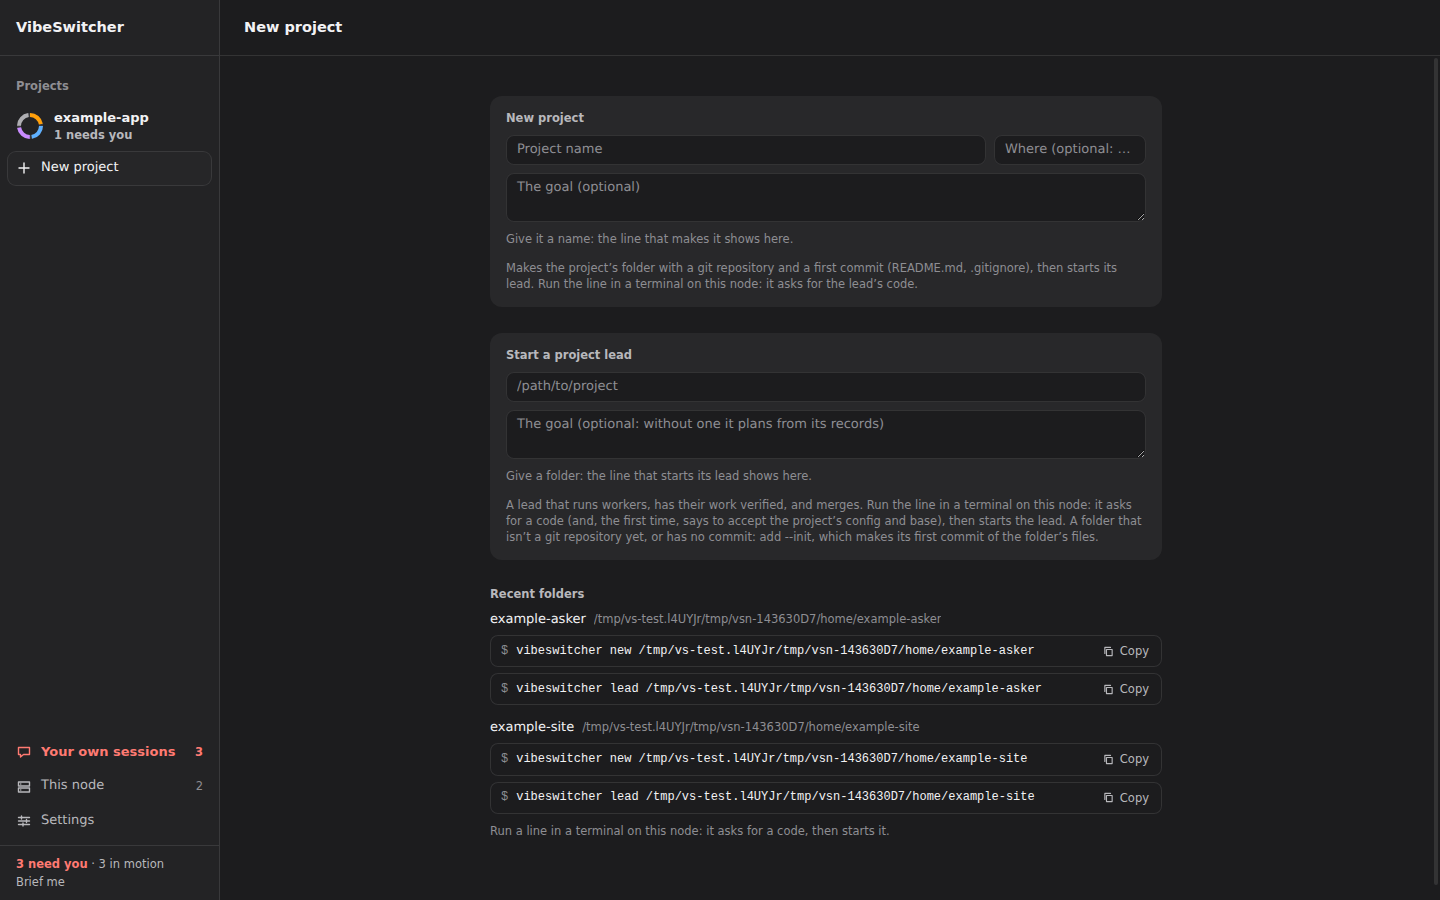 VibeSwitcher
New project
Projects
example-app
1 needs you
New project
New project
Project name
Where (optional: ...
The goal (optional)
Give it a name: the line that makes it shows here.
Makes the project’s folder with a git repository and a first commit (README.md, .gitignore), then starts its
lead. Run the line in a terminal on this node: it asks for the lead’s code.
Start a project lead
/path/to/project
The goal (optional: without one it plans from its records)
Give a folder: the line that starts its lead shows here.
A lead that runs workers, has their work verified, and merges. Run the line in a terminal on this node: it asks
for a code (and, the first time, says to accept the project’s config and base), then starts the lead. A folder that
isn’t a git repository yet, or has no commit: add --init, which makes its first commit of the folder’s files.
Recent folders
example-asker /tmp/vs-test.l4UYJr/tmp/vsn-143630D7/home/example-asker
$ vibeswitcher new /tmp/vs-test.l4UYJr/tmp/vsn-143630D7/home/example-asker Copy
$ vibeswitcher lead /tmp/vs-test.l4UYJr/tmp/vsn-143630D7/home/example-asker Copy
example-site /tmp/vs-test.l4UYJr/tmp/vsn-143630D7/home/example-site
$ vibeswitcher new /tmp/vs-test.l4UYJr/tmp/vsn-143630D7/home/example-site Copy
$ vibeswitcher lead /tmp/vs-test.l4UYJr/tmp/vsn-143630D7/home/example-site Copy
Run a line in a terminal on this node: it asks for a code, then starts it.
Your own sessions 3
This node 2
Settings
3 need you · 3 in motion
Brief me